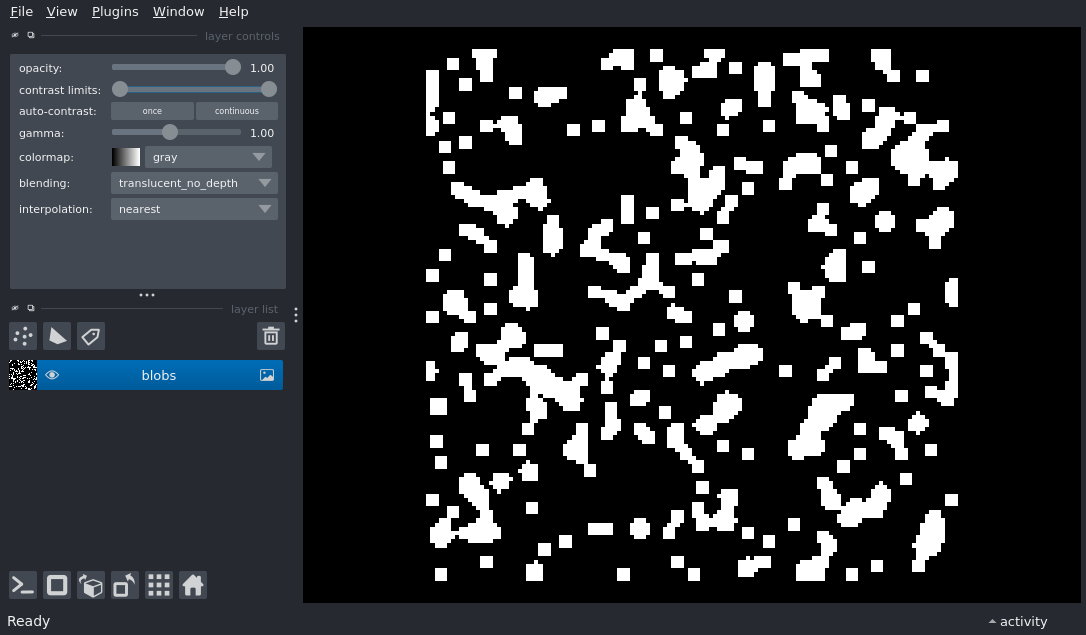 File View Plugins Window Help
layer controls
opacity: 1.00
contrast limits:
auto-contrast: once continuous
gamma: 1.00
colormap: gray
blending: translucent_no_depth
interpolation: nearest
layer list
blobs
Ready
activity